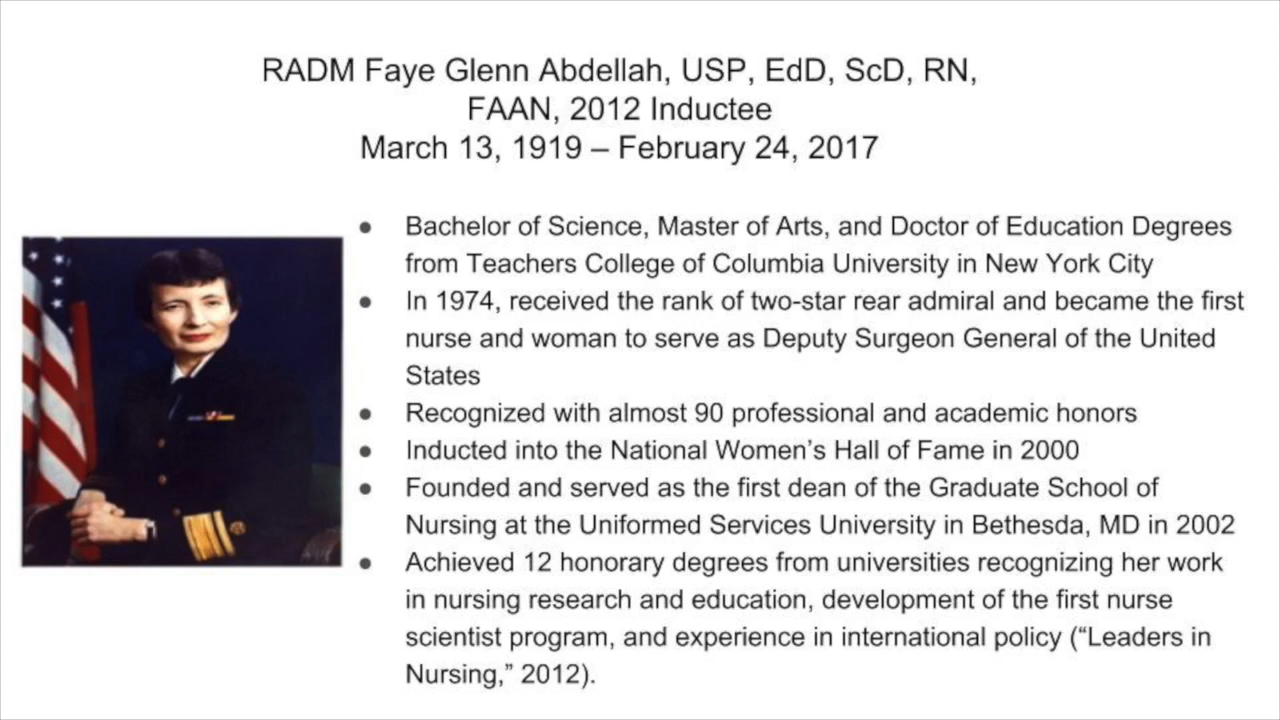 RADM Faye Glenn Abdellah, USP, EdD, ScD, RN,
FAAN, 2012 Inductee
March 13, 1919 – February 24, 2017
● Bachelor of Science, Master of Arts, and Doctor of Education Degrees
from Teachers College of Columbia University in New York City
● In 1974, received the rank of two-star rear admiral and became the first
nurse and woman to serve as Deputy Surgeon General of the United
States
● Recognized with almost 90 professional and academic honors
● Inducted into the National Women’s Hall of Fame in 2000
● Founded and served as the first dean of the Graduate School of
Nursing at the Uniformed Services University in Bethesda, MD in 2002
● Achieved 12 honorary degrees from universities recognizing her work
in nursing research and education, development of the first nurse
scientist program, and experience in international policy (“Leaders in
Nursing,” 2012).